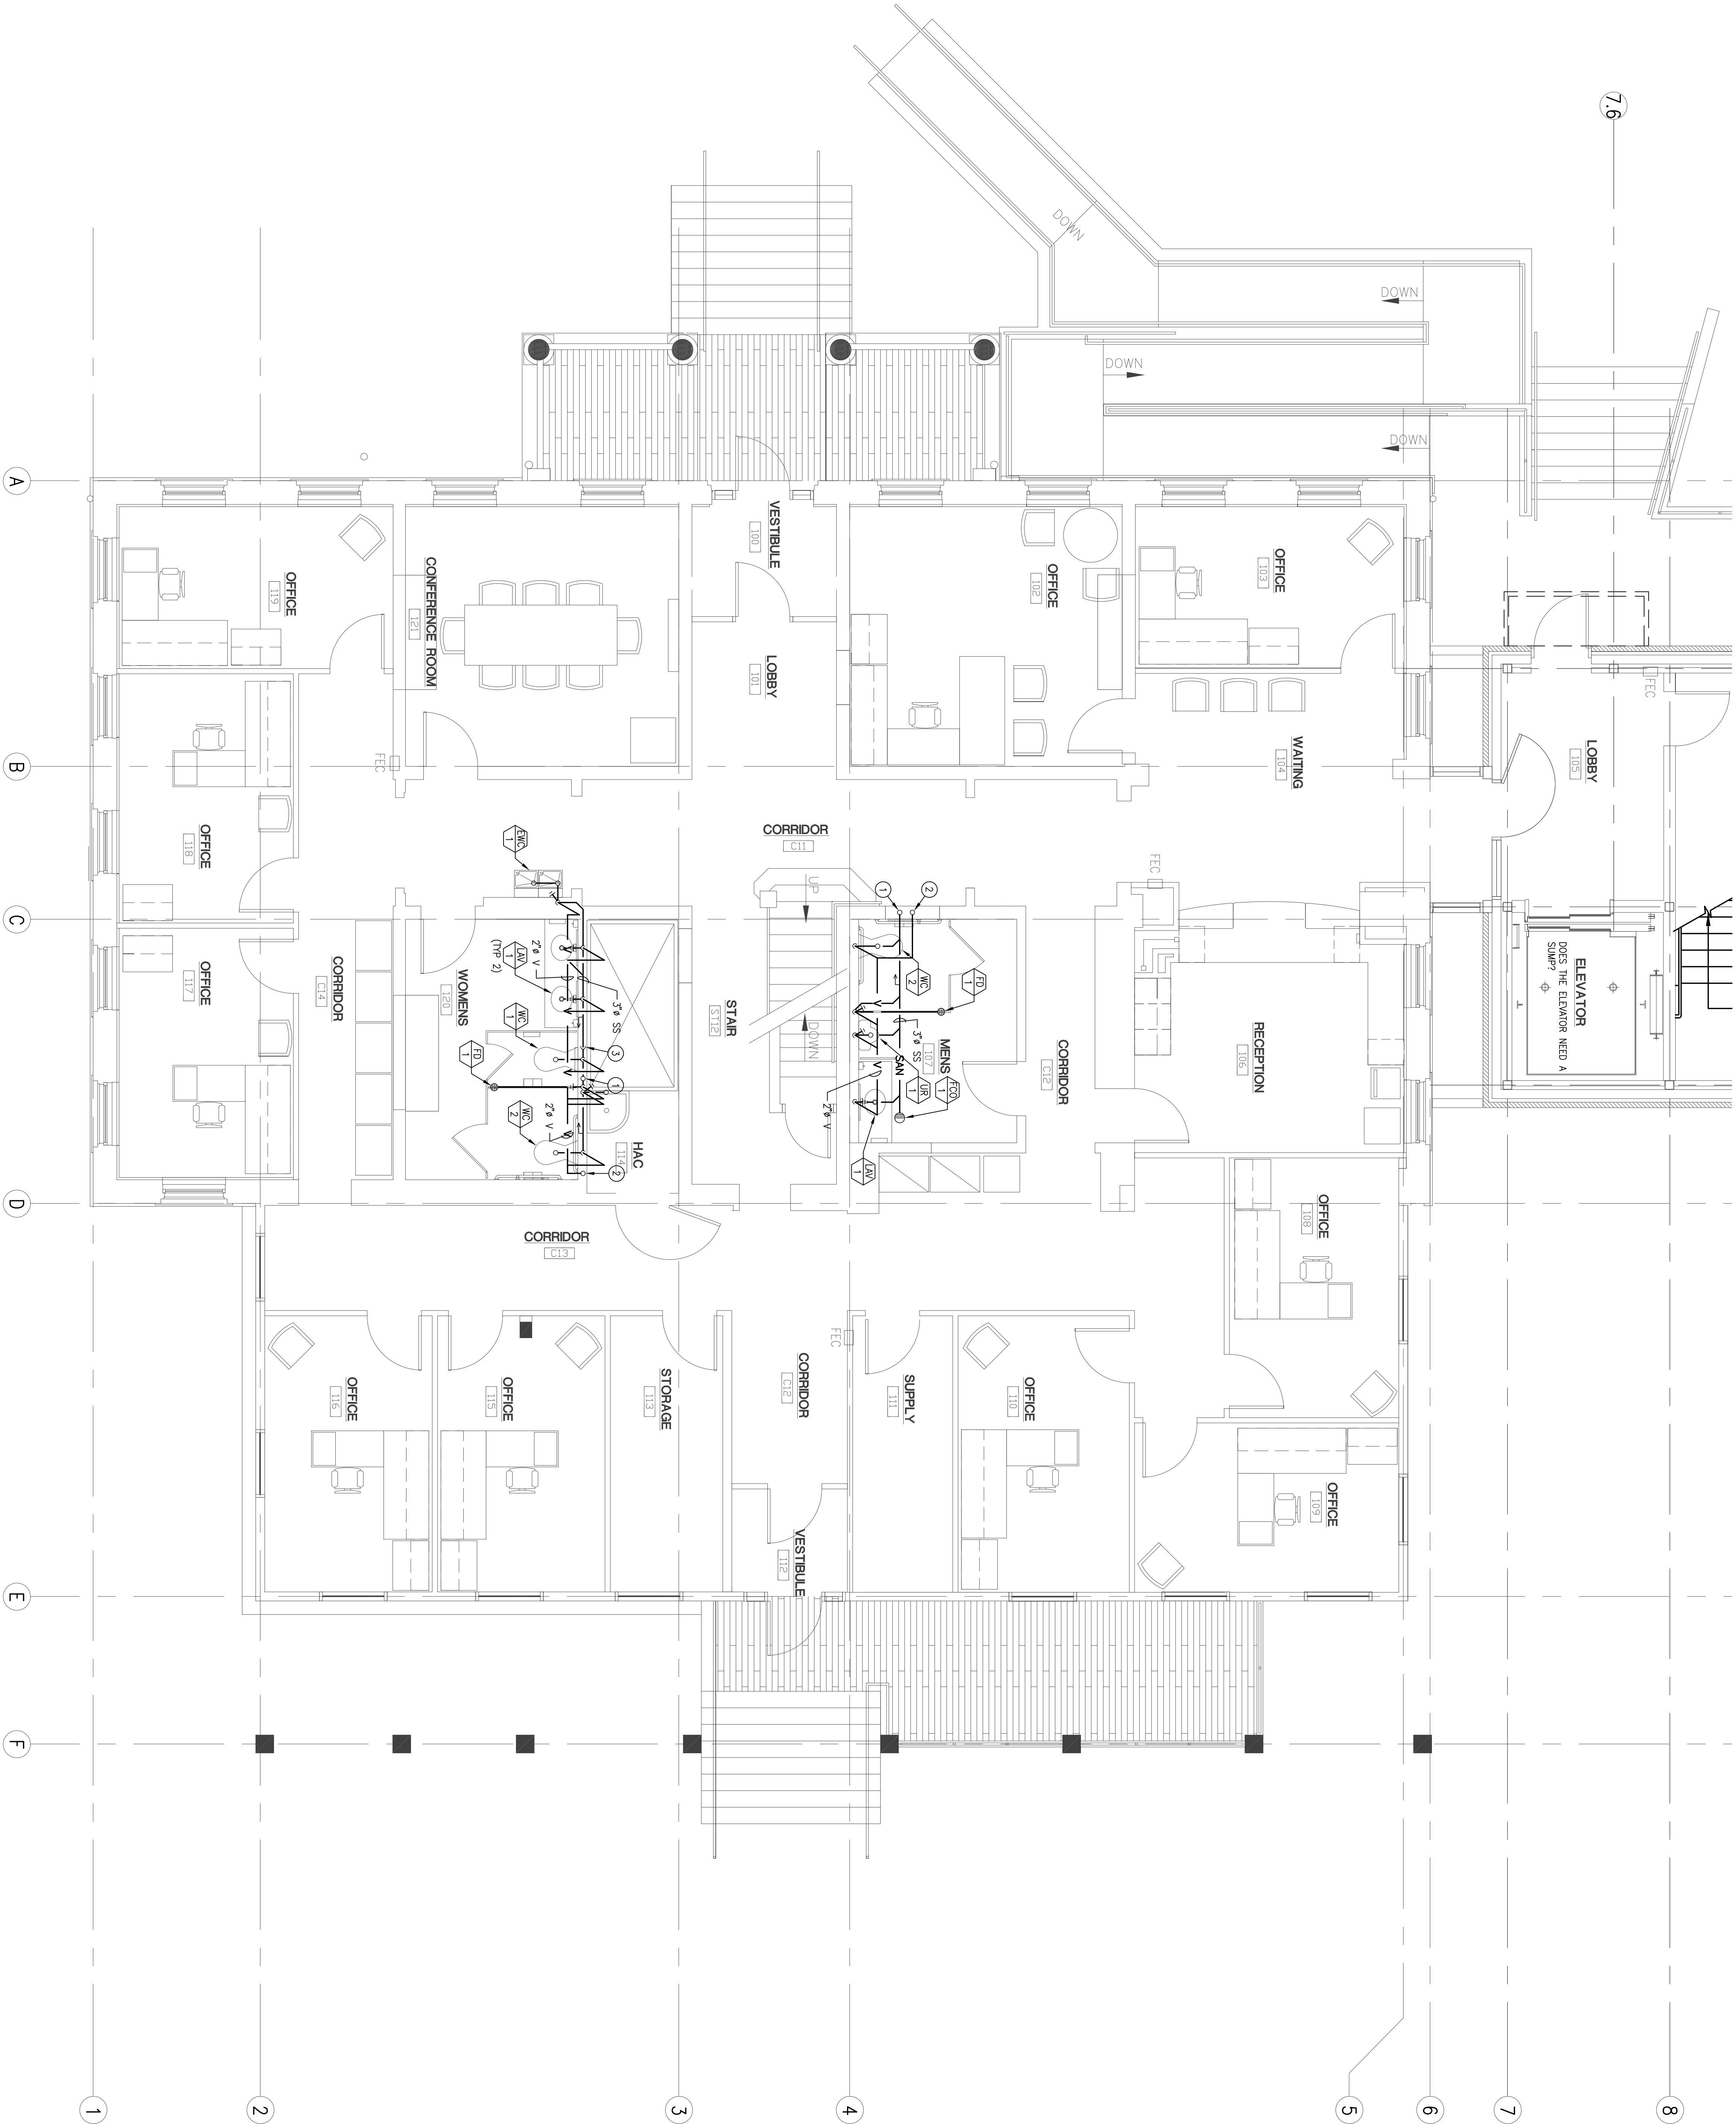 7.6
DOWN
DOWN
DOWN
DOWN
A
B
C
D
E
F
1
2
3
4
5
6
7
8
VESTIBULE
100
LOBBY
101
OFFICE
102
OFFICE
103
WAITING
104
LOBBY
105
FEC
ELEVATOR
DOES THE ELEVATOR NEED A
SUMP?
OFFICE
119
CONFERENCE ROOM
121
OFFICE
118
FEC
OFFICE
117
CORRIDOR
C14
CORRIDOR
C11
UP
FEC
EWC
1
2"ø V
LAV
1
(TYP 2)
3"ø SS
WOMENS
120
WC
1
3
1
FD
1
WC
2
2"ø V
2
HAC
114
STAIR
ST12
DOWN
1
2
WC
2
FD
1
V
3"ø SS
SAN
MENS
107
UR
1
FCO
1
V
2"ø V
LAV
1
CORRIDOR
C12
RECEPTION
106
OFFICE
108
CORRIDOR
C13
OFFICE
116
OFFICE
115
STORAGE
113
CORRIDOR
C12
FEC
SUPPLY
111
OFFICE
110
OFFICE
109
VESTIBULE
112